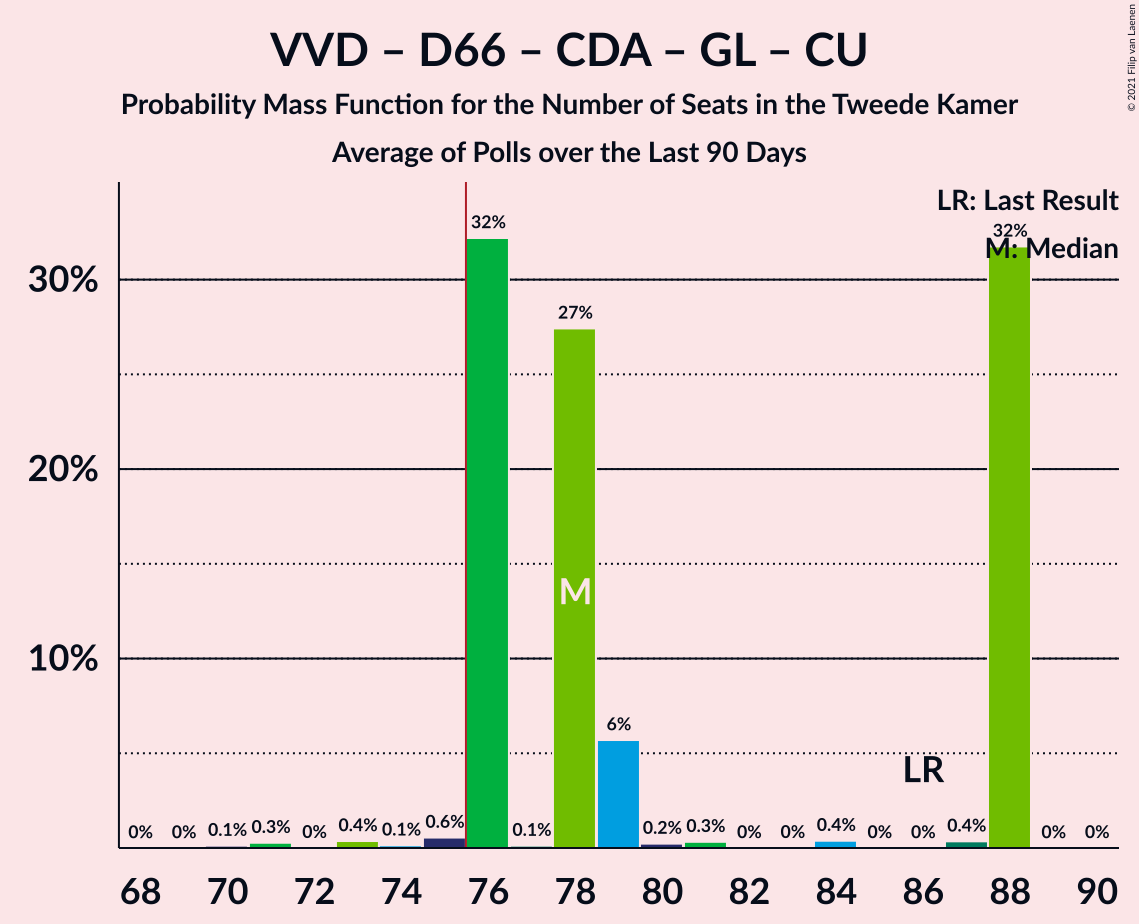 VVD – D66 – CDA – GL – CU
Probability Mass Function for the Number of Seats in the Tweede Kamer
Average of Polls over the Last 90 Days
© 2021 Filip van Laenen
LR: Last Result
M: Median
30%
20%
10%
0% 0% 0.1% 0.3% 0% 0.4% 0.1% 0.6% 32% 0.1% 27% 6% 0.2% 0.3% 0% 0% 0.4% 0% 0% 0.4% 32% 0% 0%
M
LR
68 70 72 74 76 78 80 82 84 86 88 90